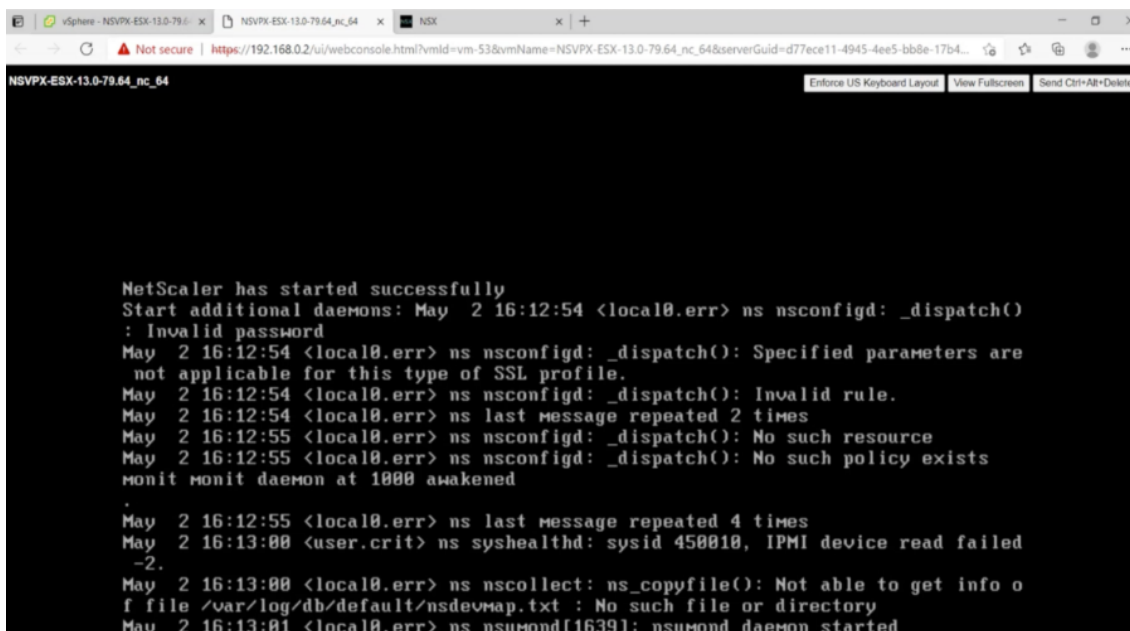 vSphere - NSVPX-ESX-13.0-79.6
NSVPX-ESX-13.0-79.64_nc_64
NSX
Not secure
https://192.168.0.2/ui/webconsole.html?vmId=vm-53&vmName=NSVPX-ESX-13.0-79.64_nc_64&serverGuid=d77ece11-4945-4ee5-bb8e-17b4...
NSVPX-ESX-13.0-79.64_nc_64
Enforce US Keyboard Layout
View Fullscreen
Send Ctrl+Alt+Delete
NetScaler has started successfully
Start additional daemons: May  2 16:12:54 <local0.err> ns nsconfigd: _dispatch()
: Invalid password
May  2 16:12:54 <local0.err> ns nsconfigd: _dispatch(): Specified parameters are
 not applicable for this type of SSL profile.
May  2 16:12:54 <local0.err> ns nsconfigd: _dispatch(): Invalid rule.
May  2 16:12:54 <local0.err> ns last message repeated 2 times
May  2 16:12:55 <local0.err> ns nsconfigd: _dispatch(): No such resource
May  2 16:12:55 <local0.err> ns nsconfigd: _dispatch(): No such policy exists
monit monit daemon at 1000 awakened
.
May  2 16:12:55 <local0.err> ns last message repeated 4 times
May  2 16:13:00 <user.crit> ns syshealthd: sysid 450010, IPMI device read failed
 -2.
May  2 16:13:00 <local0.err> ns nscollect: ns_copyfile(): Not able to get info o
f file /var/log/db/default/nsdevmap.txt : No such file or directory
May  2 16:13:01 <local0.err> ns nsumond[1639]: nsumond daemon started